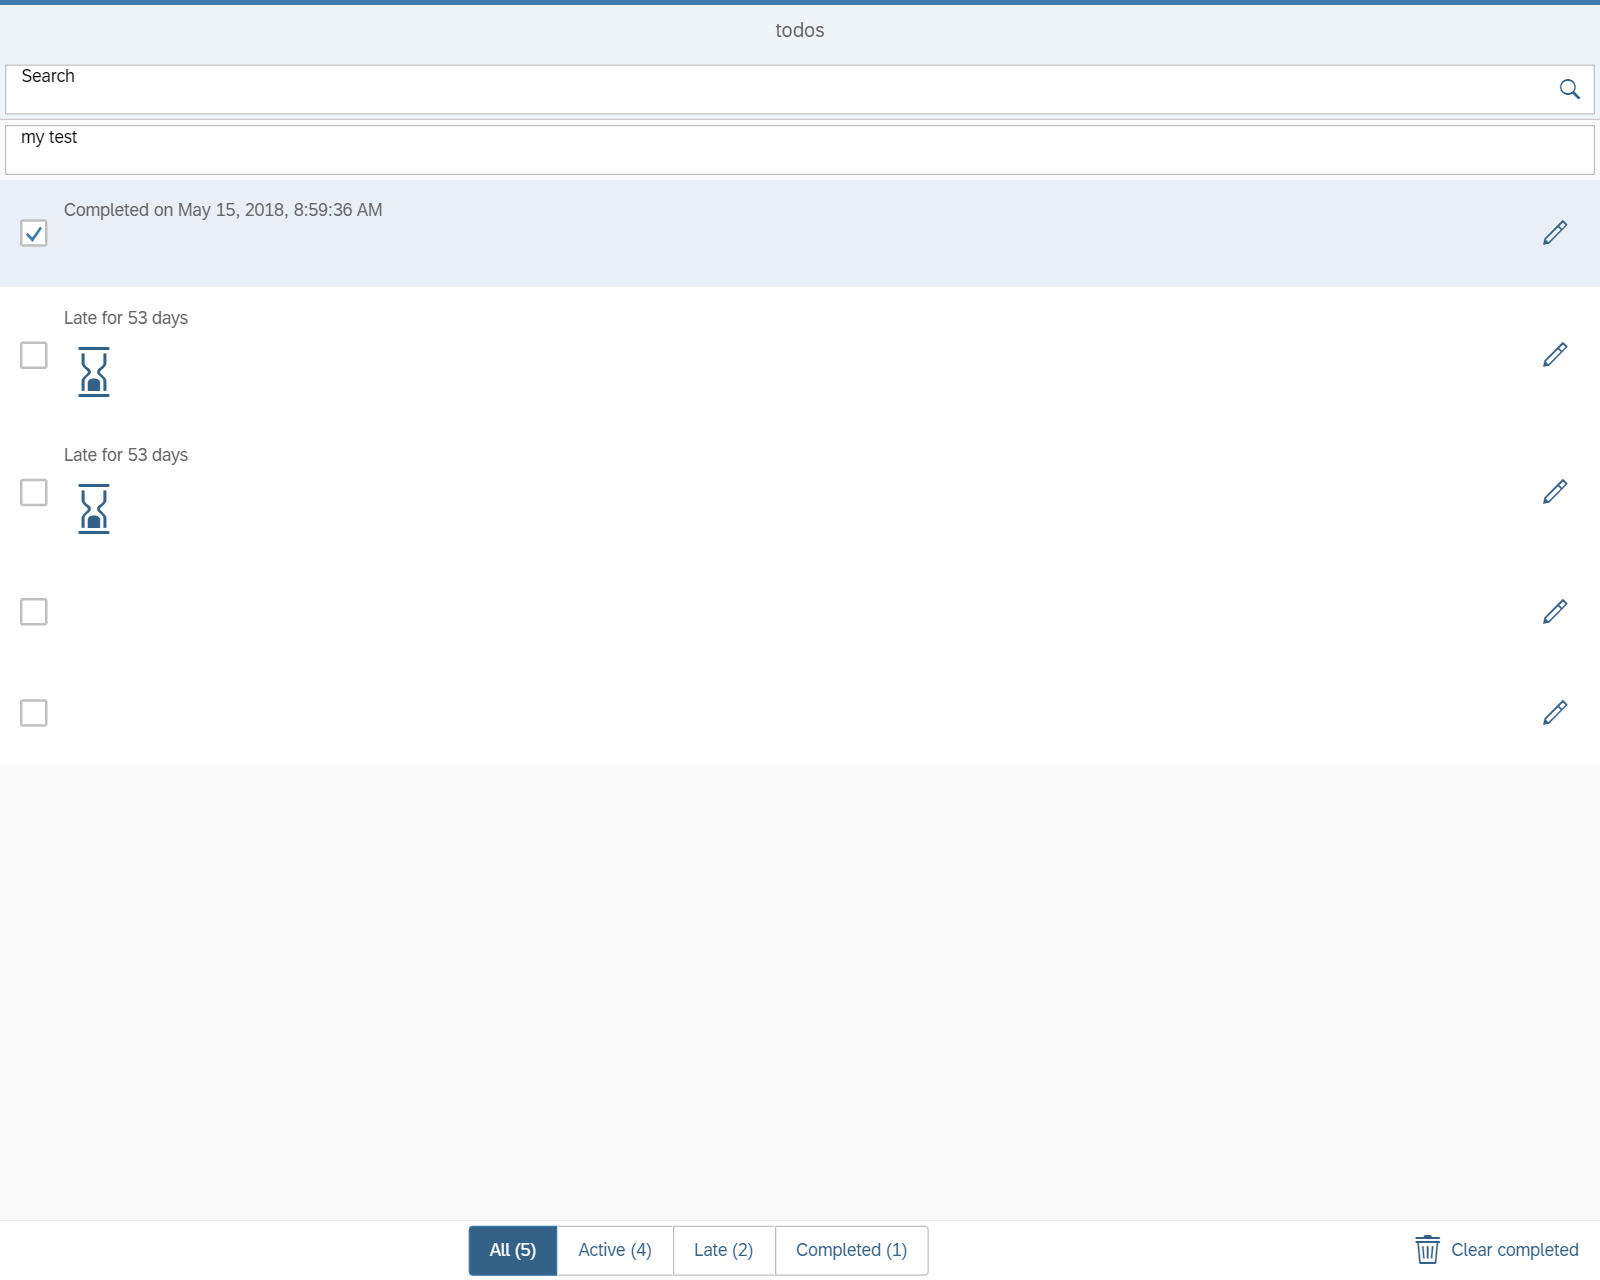 todos
Search
my test
Completed on May 15, 2018, 8:59:36 AM
Late for 53 days
Late for 53 days
All (5)
Active (4)
Late (2)
Completed (1)
Clear completed